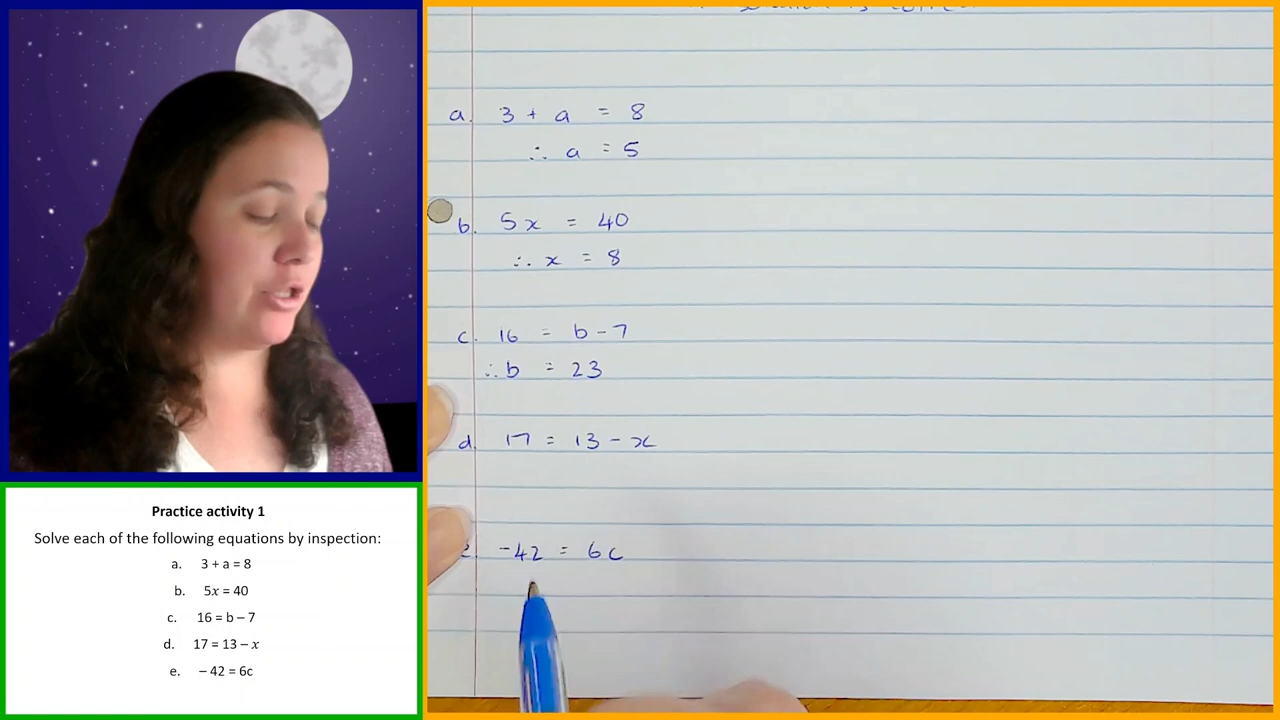 a. 3 + a = 8
∴ a = 5
b. 5x = 40
∴ x = 8
c. 16 = b - 7
∴ b = 23
d. 17 = 13 - x
-42 = 6c
Practice activity 1
Solve each of the following equations by inspection:
a. 3 + a = 8
b. 5x = 40
c. 16 = b – 7
d. 17 = 13 – x
e. – 42 = 6c